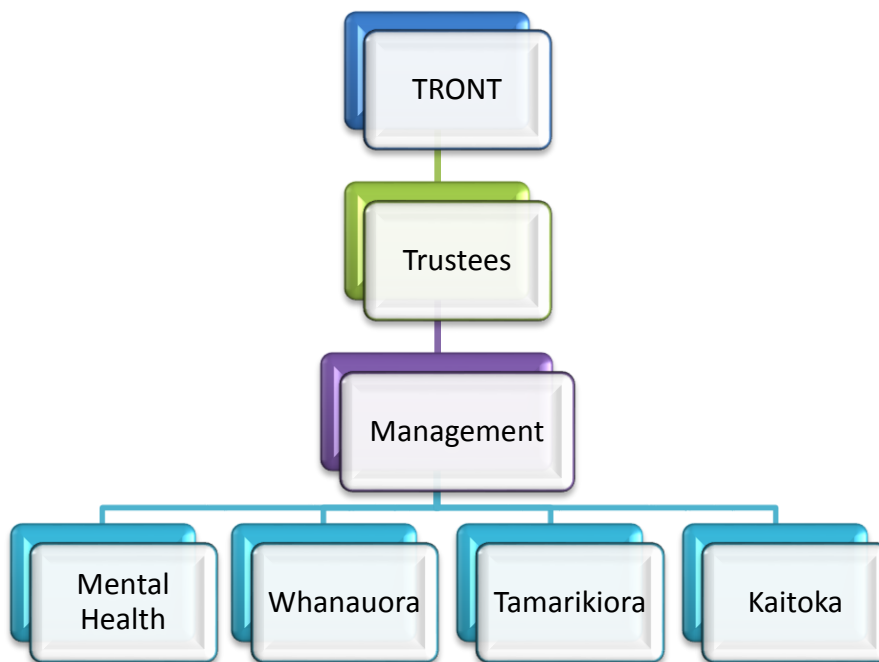 TRONT
Trustees
Management
Mental
Health
Whanauora
Tamarikiora
Kaitoka